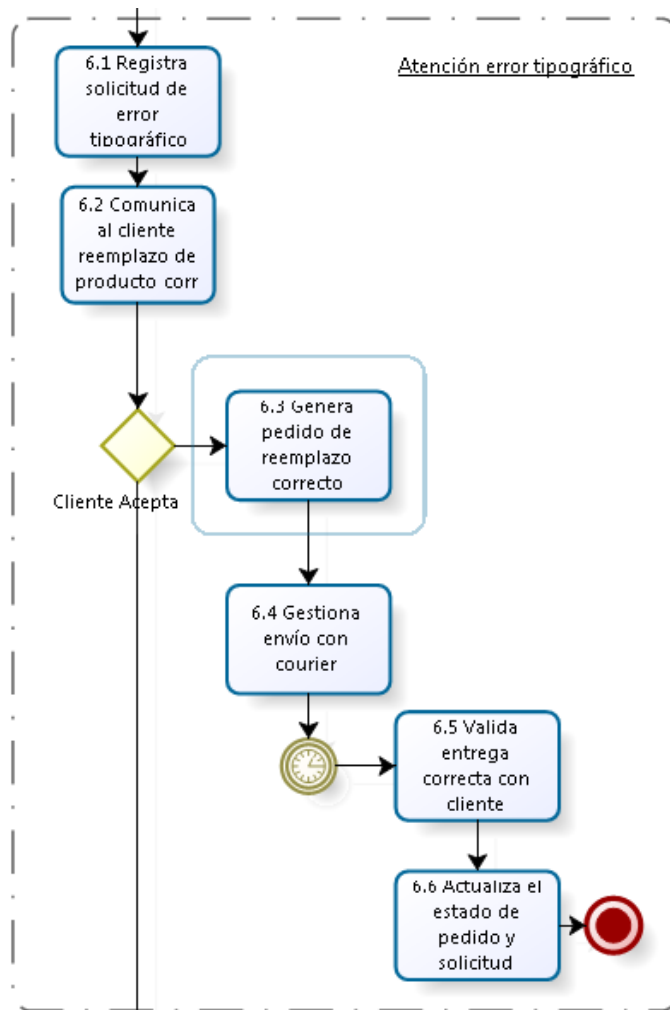 Atención error tipográfico
6.1 Registra
solicitud de
error
tipográfico
6.2 Comunica
al cliente
reemplazo de
producto corr
Cliente Acepta
6.3 Genera
pedido de
reemplazo
correcto
6.4 Gestiona
envío con
courier
6.5 Valida
entrega
correcta con
cliente
6.6 Actualiza el
estado de
pedido y
solicitud